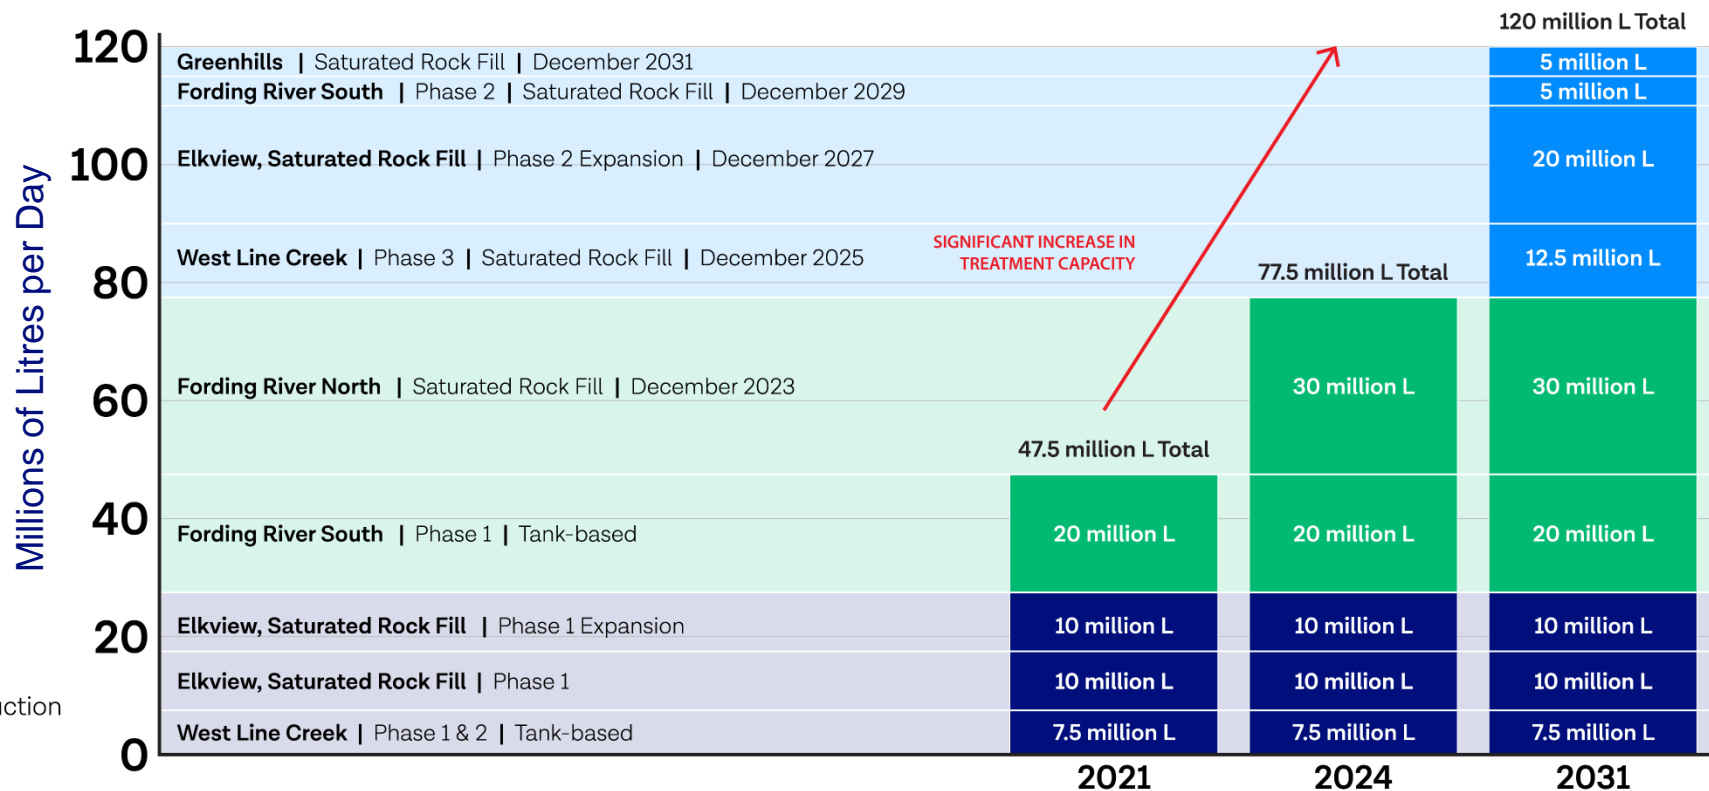 120 million L Total
120
Greenhills | Saturated Rock Fill | December 2031
5 million L
Fording River South | Phase 2 | Saturated Rock Fill | December 2029
5 million L
100
Elkview, Saturated Rock Fill | Phase 2 Expansion | December 2027
20 million L
Millions of Litres per Day
SIGNIFICANT INCREASE IN
TREATMENT CAPACITY
West Line Creek | Phase 3 | Saturated Rock Fill | December 2025
12.5 million L
77.5 million L Total
80
Fording River North | Saturated Rock Fill | December 2023
30 million L
30 million L
60
47.5 million L Total
40
Fording River South | Phase 1 | Tank-based
20 million L
20 million L
20 million L
Elkview, Saturated Rock Fill | Phase 1 Expansion
10 million L
10 million L
10 million L
20
Elkview, Saturated Rock Fill | Phase 1
10 million L
10 million L
10 million L
West Line Creek | Phase 1 & 2 | Tank-based
7.5 million L
7.5 million L
7.5 million L
0
2021
2024
2031